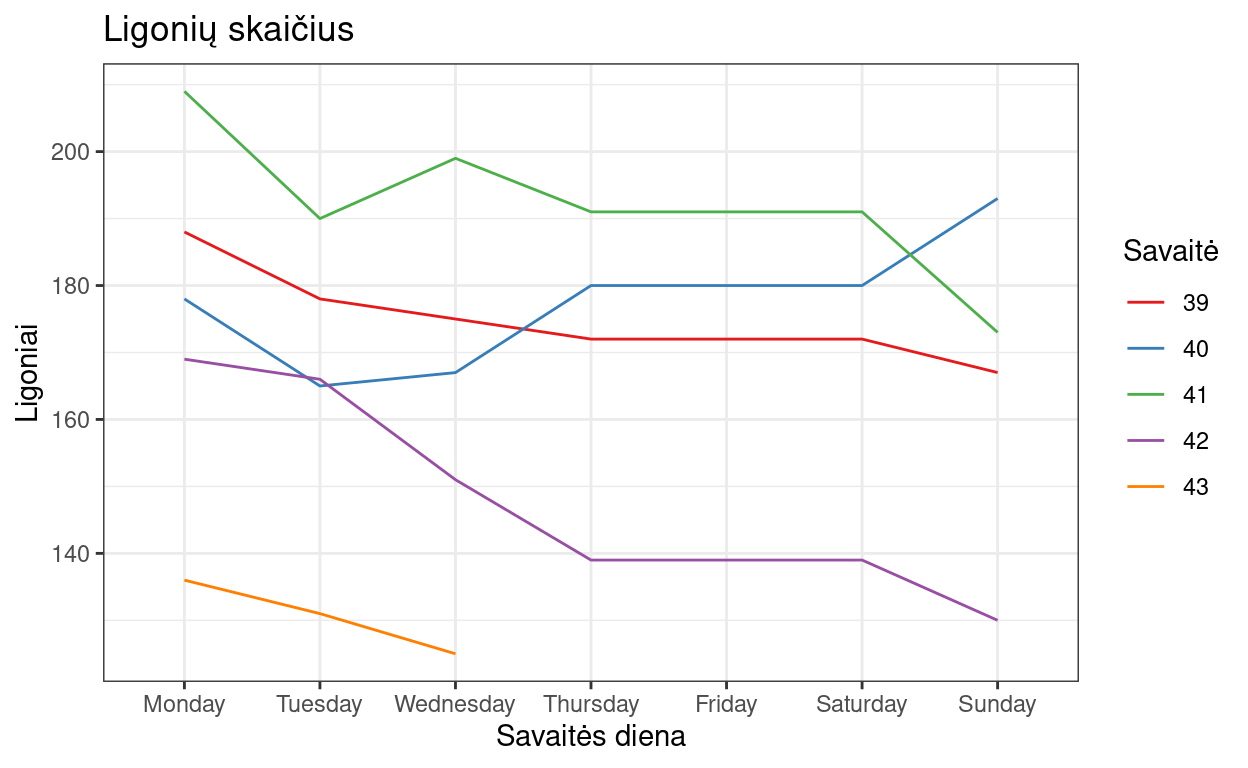 Ligonių skaičius
Ligoniai
200
180
160
140
Monday Tuesday Wednesday Thursday Friday Saturday Sunday
Savaitės diena
Savaitė
39
40
41
42
43